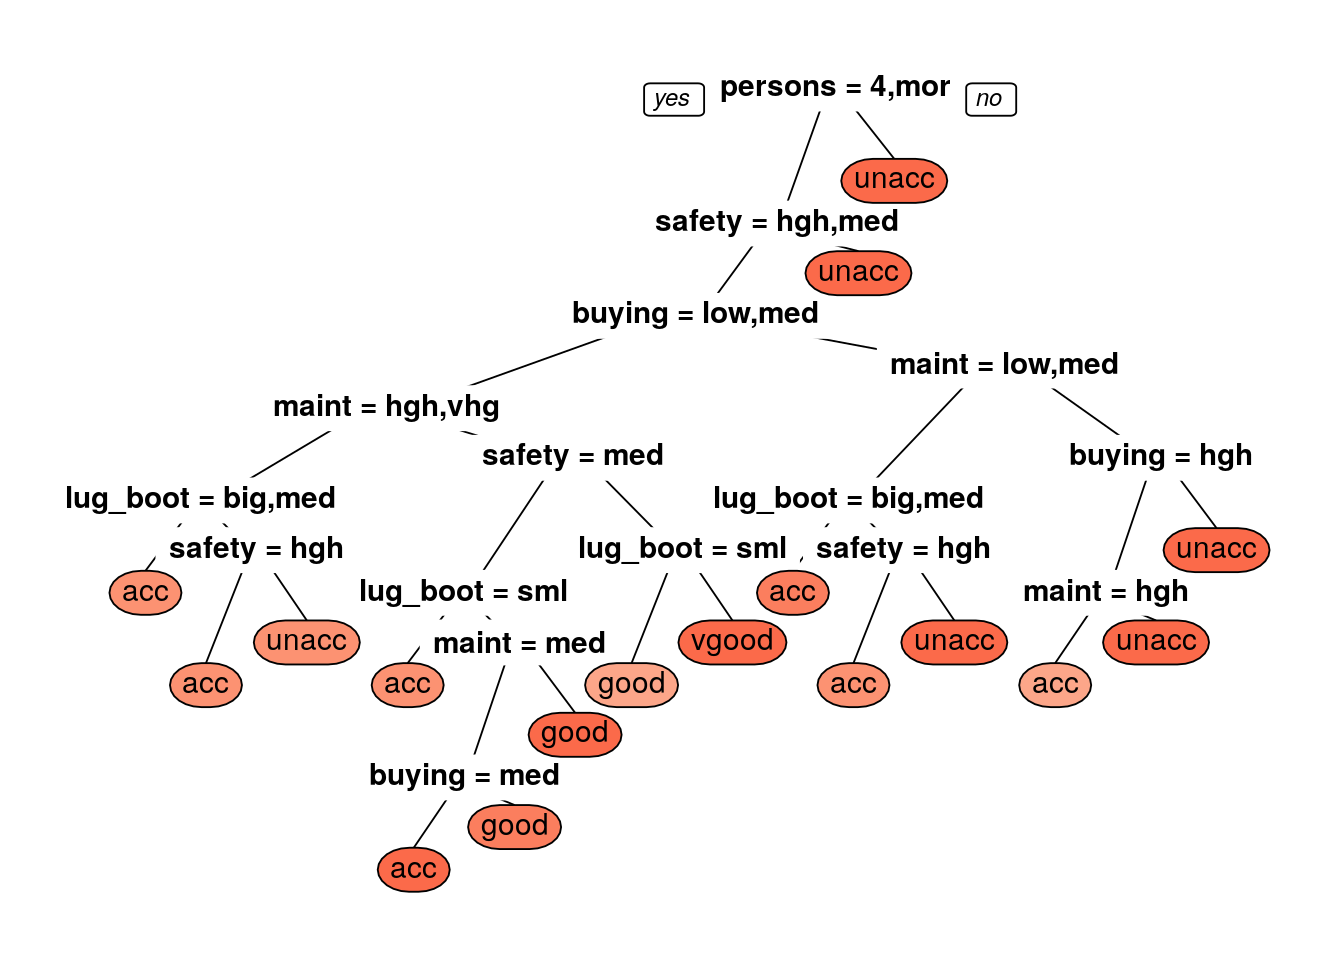 yes persons = 4,mor no
unacc
safety = hgh,med
unacc
buying = low,med
maint = low,med
maint = hgh,vhg
safety = med
buying = hgh
lug_boot = big,med
lug_boot = big,med
safety = hgh
lug_boot = sml
safety = hgh
unacc
acc
lug_boot = sml
acc
maint = hgh
unacc
maint = med
vgood
unacc
unacc
acc
acc
good
acc
acc
good
buying = med
good
acc